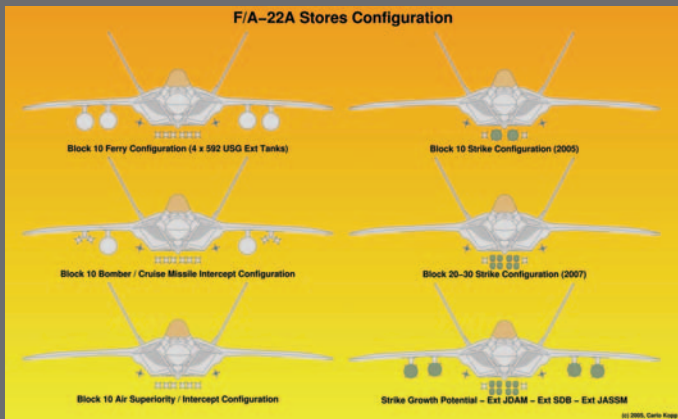 F/A-22A Stores Configuration
Block 10 Ferry Configuration (4 x 592 USG Ext Tanks)
Block 10 Strike Configuration (2005)
Block 10 Bomber / Cruise Missile Intercept Configuration
Block 20-30 Strike Configuration (2007)
Block 10 Air Superiority / Intercept Configuration
Strike Growth Potential - Ext JDAM - Ext SDB - Ext JASSM
(c) 2005, Carlo Kopp